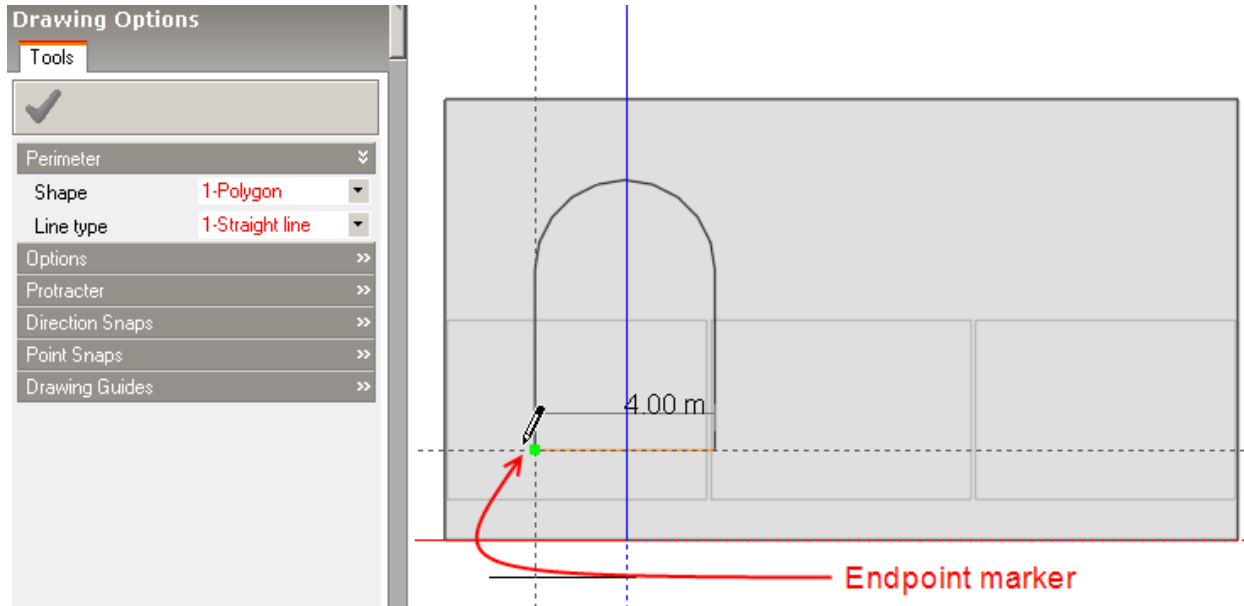 Drawing Options
Tools
Perimeter
Shape 1-Polygon
Line type 1-Straight line
Options
Protracter
Direction Snaps
Point Snaps
Drawing Guides
4.00 m
Endpoint marker